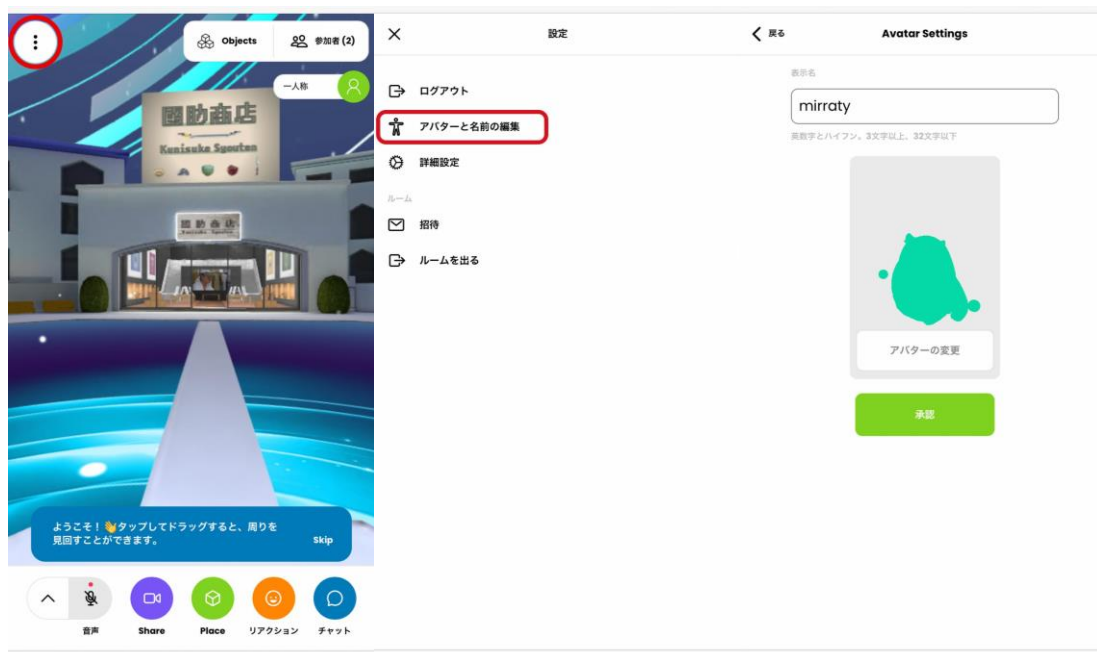 Objects
参加者 (2)
一人称
國助商店
Kunisuke Syouten
國助商店
Kunisuke Syouten
ようこそ！👋タップしてドラッグすると、周りを
見回すことができます。
Skip
音声
Share
Place
リアクション
チャット
設定
ログアウト
アバターと名前の編集
詳細設定
ルーム
招待
ルームを出る
戻る
Avatar Settings
表示名
mirraty
英数字とハイフン。3文字以上、32文字以下
アバターの変更
承認